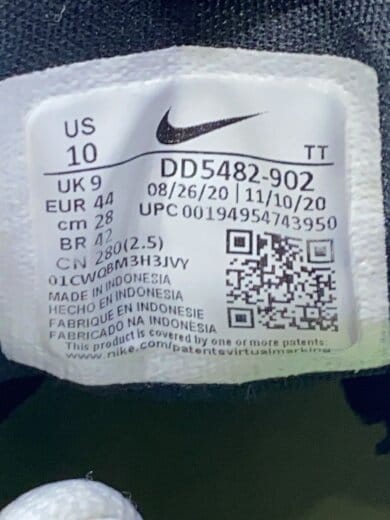 US
10
TT
DD5482-902
UK 9
08/26/20 | 11/10/20
EUR 44
UPC 00194954743950
cm 28
BR 42
CN 280(2.5)
01CWQBM3H3JVY
MADE IN INDONESIA
HECHO EN INDONESIA
FABRIQUE EN INDONESIE
FABRICADO NA INDONÉSIA
This product is covered by one or more patents:
www.nike.com/patentsvirtualmarking